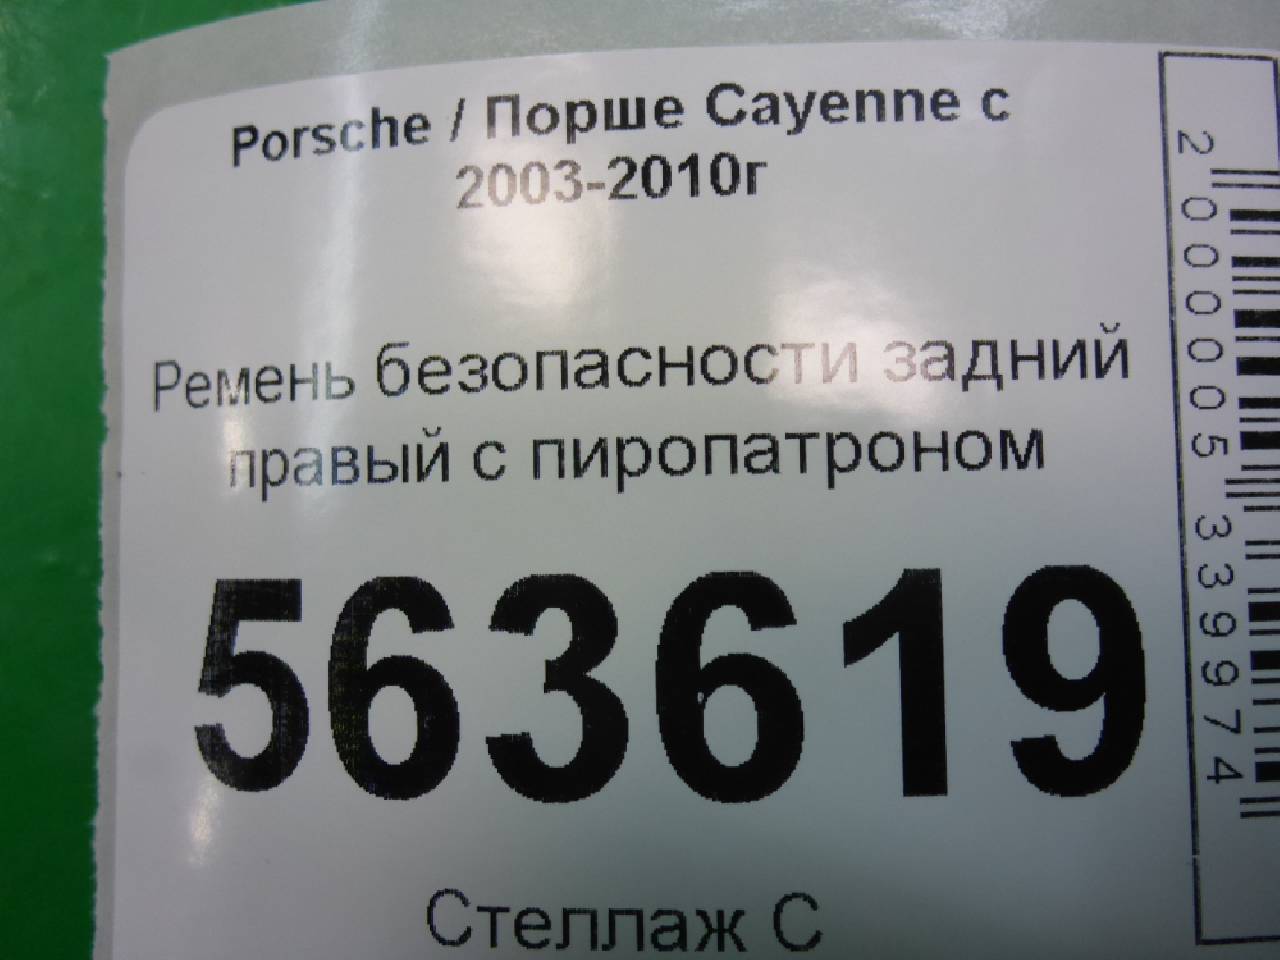 Porsche / Порше Cayenne с
2003-2010г
Ремень безопасности задний
правый с пиропатроном
563619
Стеллаж С
2000005339974